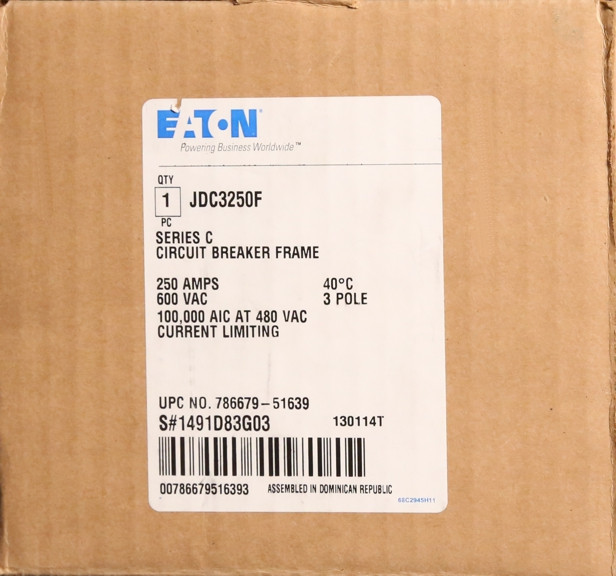 EATON
Powering Business Worldwide™
QTY
1 JDC3250F
PC
SERIES C
CIRCUIT BREAKER FRAME
250 AMPS 40°C
600 VAC 3 POLE
100,000 AIC AT 480 VAC
CURRENT LIMITING
UPC NO. 786679-51639
S#1491D83G03 130114T
00786679516393 ASSEMBLED IN DOMINICAN REPUBLIC